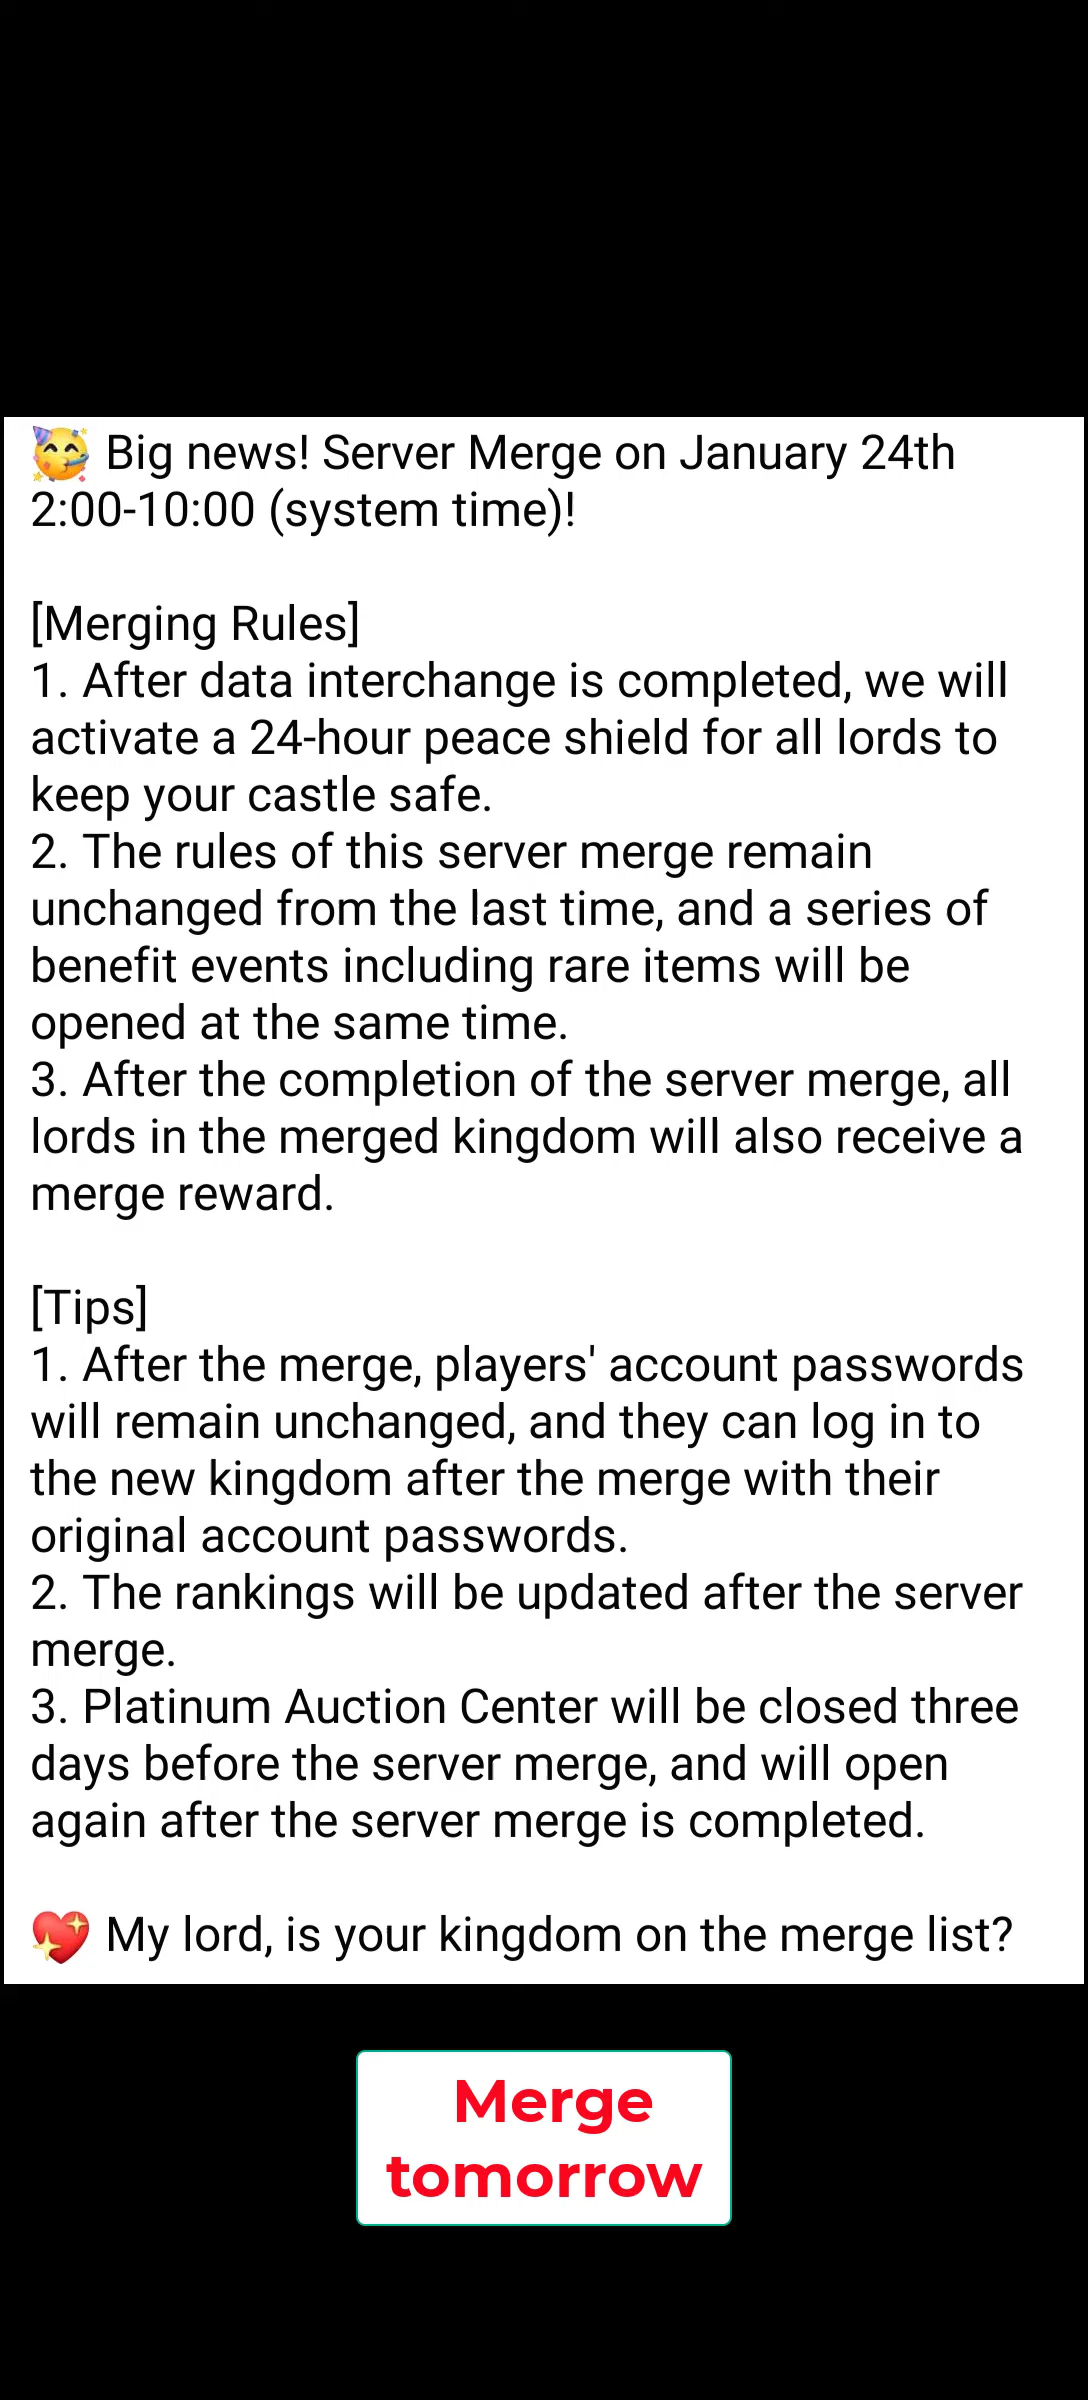 🥳 Big news! Server Merge on January 24th
2:00-10:00 (system time)!
[Merging Rules]
1. After data interchange is completed, we will
activate a 24-hour peace shield for all lords to
keep your castle safe.
2. The rules of this server merge remain
unchanged from the last time, and a series of
benefit events including rare items will be
opened at the same time.
3. After the completion of the server merge, all
lords in the merged kingdom will also receive a
merge reward.
[Tips]
1. After the merge, players' account passwords
will remain unchanged, and they can log in to
the new kingdom after the merge with their
original account passwords.
2. The rankings will be updated after the server
merge.
3. Platinum Auction Center will be closed three
days before the server merge, and will open
again after the server merge is completed.
💖 My lord, is your kingdom on the merge list?
Merge
tomorrow